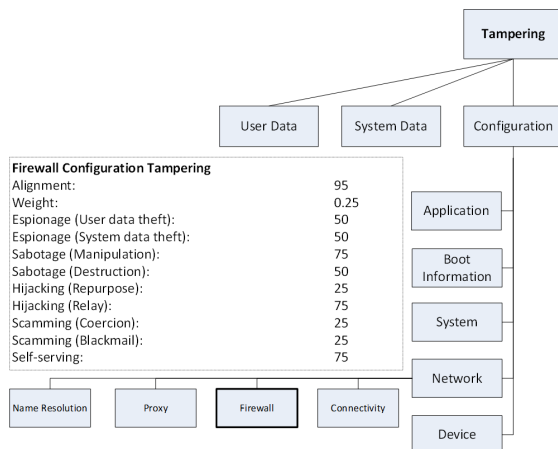 Tampering
User Data
System Data
Configuration
Firewall Configuration Tampering
Alignment: 95
Weight: 0.25
Espionage (User data theft): 50
Espionage (System data theft): 50
Sabotage (Manipulation): 75
Sabotage (Destruction): 50
Hijacking (Repurpose): 25
Hijacking (Relay): 75
Scamming (Coercion): 25
Scamming (Blackmail): 25
Self-serving: 75
Application
Boot
Information
System
Network
Name Resolution
Proxy
Firewall
Connectivity
Device